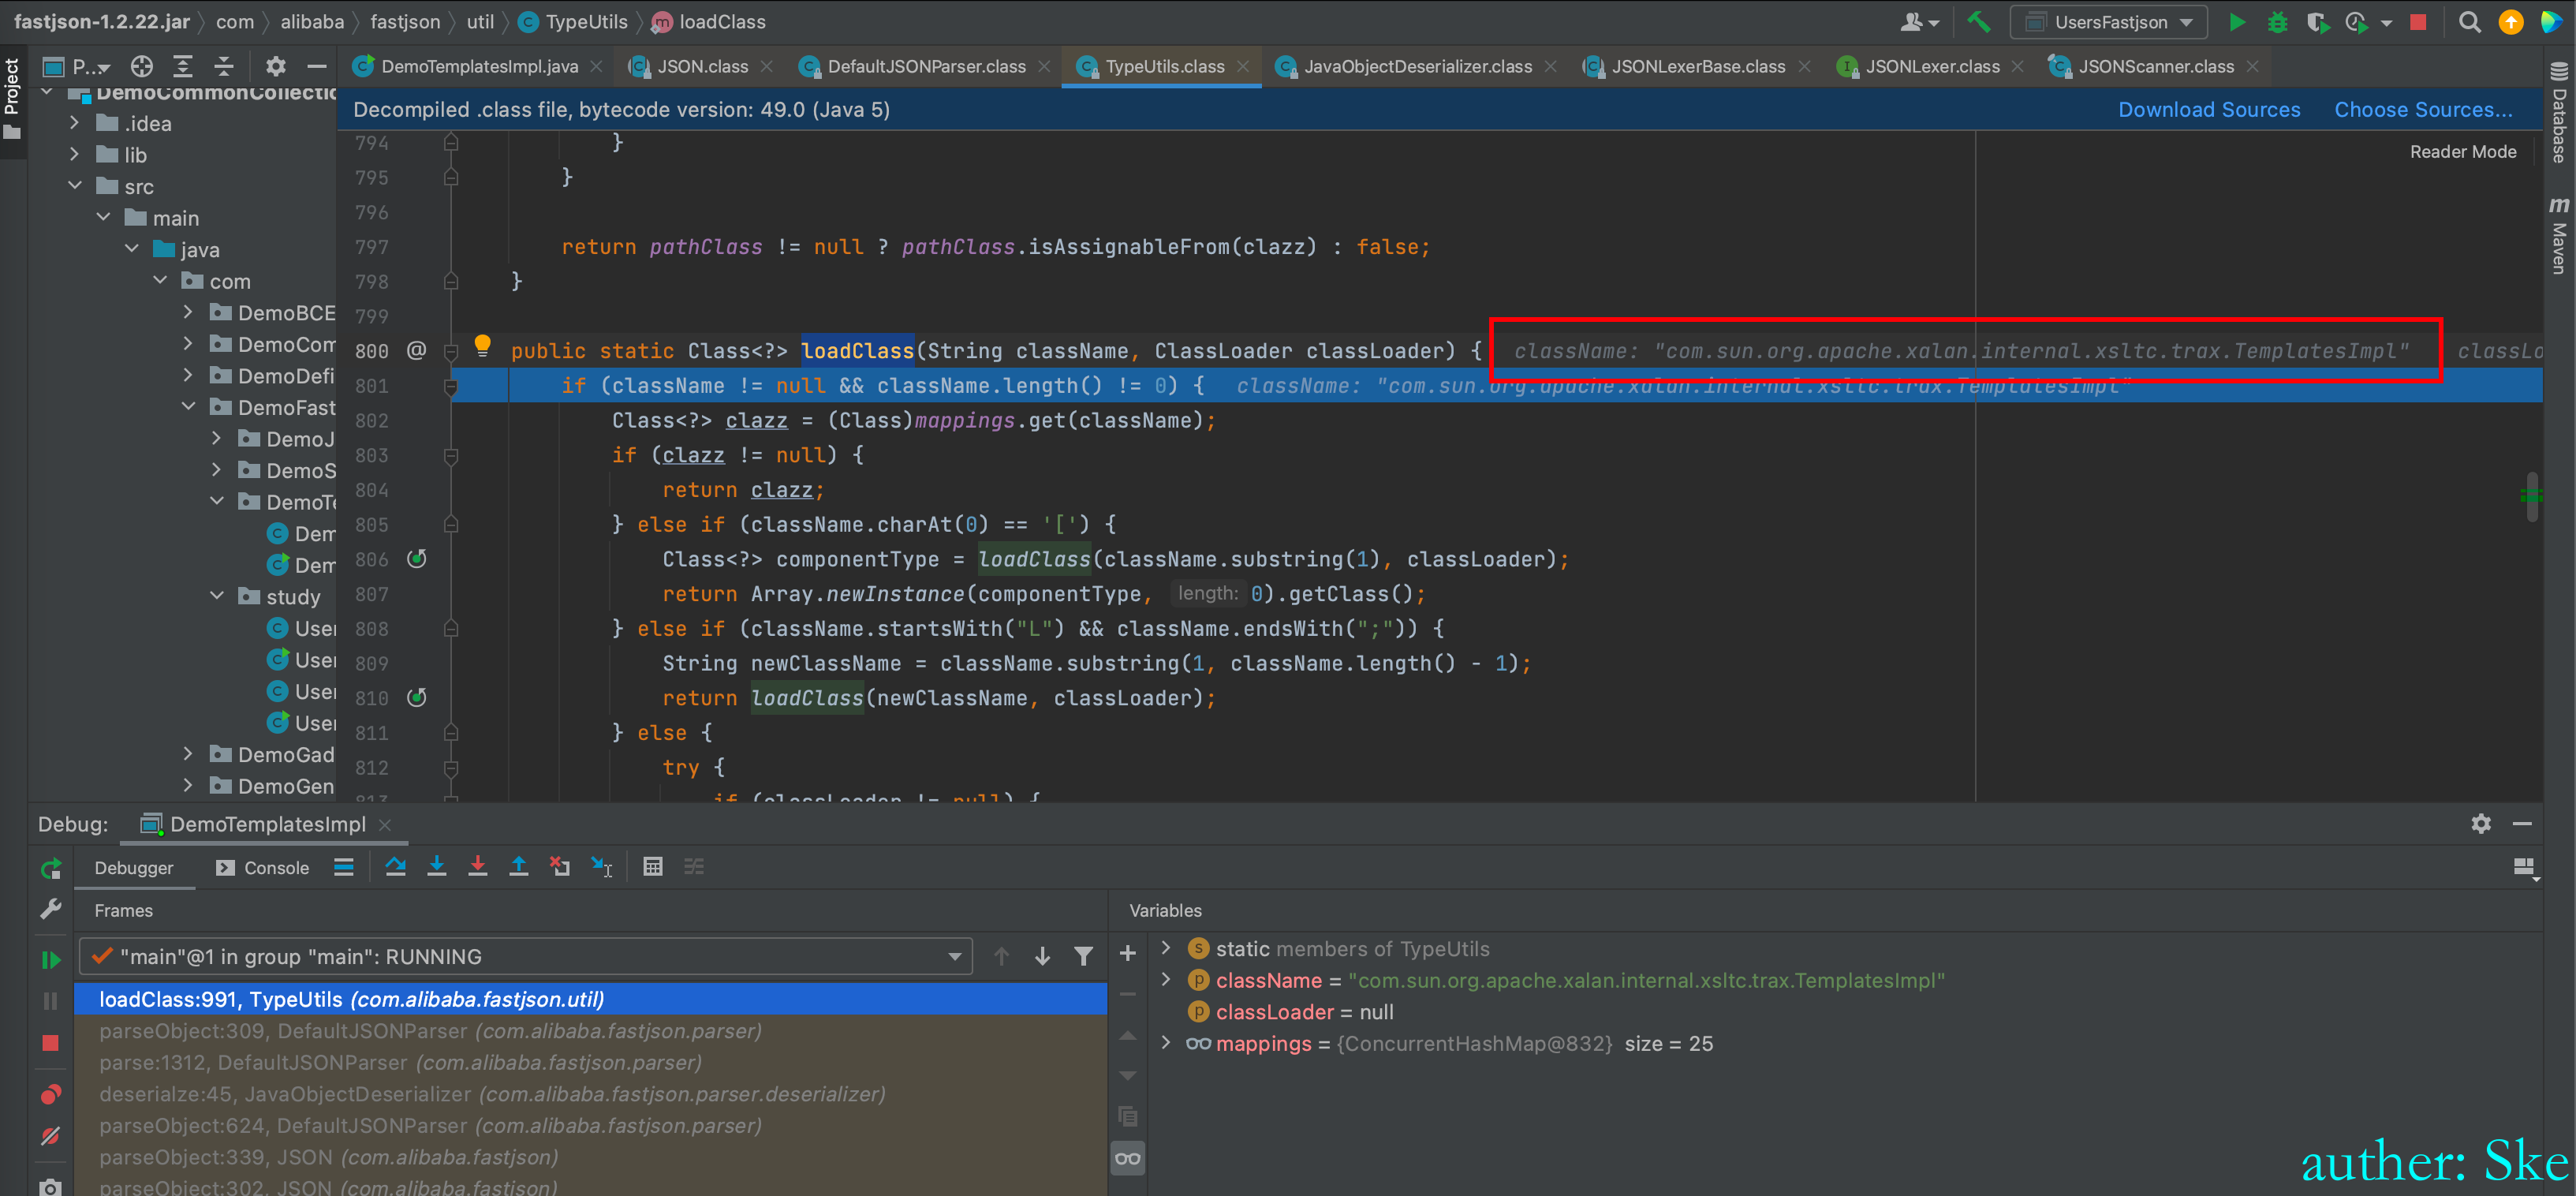 fastjson-1.2.22.jar 〉 com 〉 alibaba 〉 fastjson 〉 util 〉 TypeUtils 〉 loadClass
UsersFastjson
P...
DemoTemplatesImpl.java
JSON.class
DefaultJSONParser.class
TypeUtils.class
JavaObjectDeserializer.class
JSONLexerBase.class
JSONLexer.class
JSONScanner.class
Project
Database
Maven
Decompiled .class file, bytecode version: 49.0 (Java 5)
Download Sources
Choose Sources...
Reader Mode
DemoCommonCollectio
.idea
lib
src
main
java
com
DemoBCE
DemoCom
DemoDefi
DemoFast
DemoJ
DemoS
DemoTe
Dem
Dem
study
User
User
User
User
DemoGad
DemoGen
794 }
795 }
796
797 return pathClass != null ? pathClass.isAssignableFrom(clazz) : false;
798 }
799
800 @ public static Class<?> loadClass(String className, ClassLoader classLoader) { className: "com.sun.org.apache.xalan.internal.xsltc.trax.TemplatesImpl" classLo
801 if (className != null && className.length() != 0) { className: "com.sun.org.apache.xalan.internal.xsltc.trax.TemplatesImpl"
802 Class<?> clazz = (Class)mappings.get(className);
803 if (clazz != null) {
804 return clazz;
805 } else if (className.charAt(0) == '[') {
806 Class<?> componentType = loadClass(className.substring(1), classLoader);
807 return Array.newInstance(componentType, length: 0).getClass();
808 } else if (className.startsWith("L") && className.endsWith(";")) {
809 String newClassName = className.substring(1, className.length() - 1);
810 return loadClass(newClassName, classLoader);
811 } else {
812 try {
813 if (classLoader != null) {
Debug: DemoTemplatesImpl
Debugger Console
Frames
"main"@1 in group "main": RUNNING
loadClass:991, TypeUtils (com.alibaba.fastjson.util)
parseObject:309, DefaultJSONParser (com.alibaba.fastjson.parser)
parse:1312, DefaultJSONParser (com.alibaba.fastjson.parser)
deserialze:45, JavaObjectDeserializer (com.alibaba.fastjson.parser.deserializer)
parseObject:624, DefaultJSONParser (com.alibaba.fastjson.parser)
parseObject:339, JSON (com.alibaba.fastjson)
parseObject:302, JSON (com.alibaba.fastjson)
Variables
static members of TypeUtils
className = "com.sun.org.apache.xalan.internal.xsltc.trax.TemplatesImpl"
classLoader = null
mappings = {ConcurrentHashMap@832} size = 25
auther: Ske